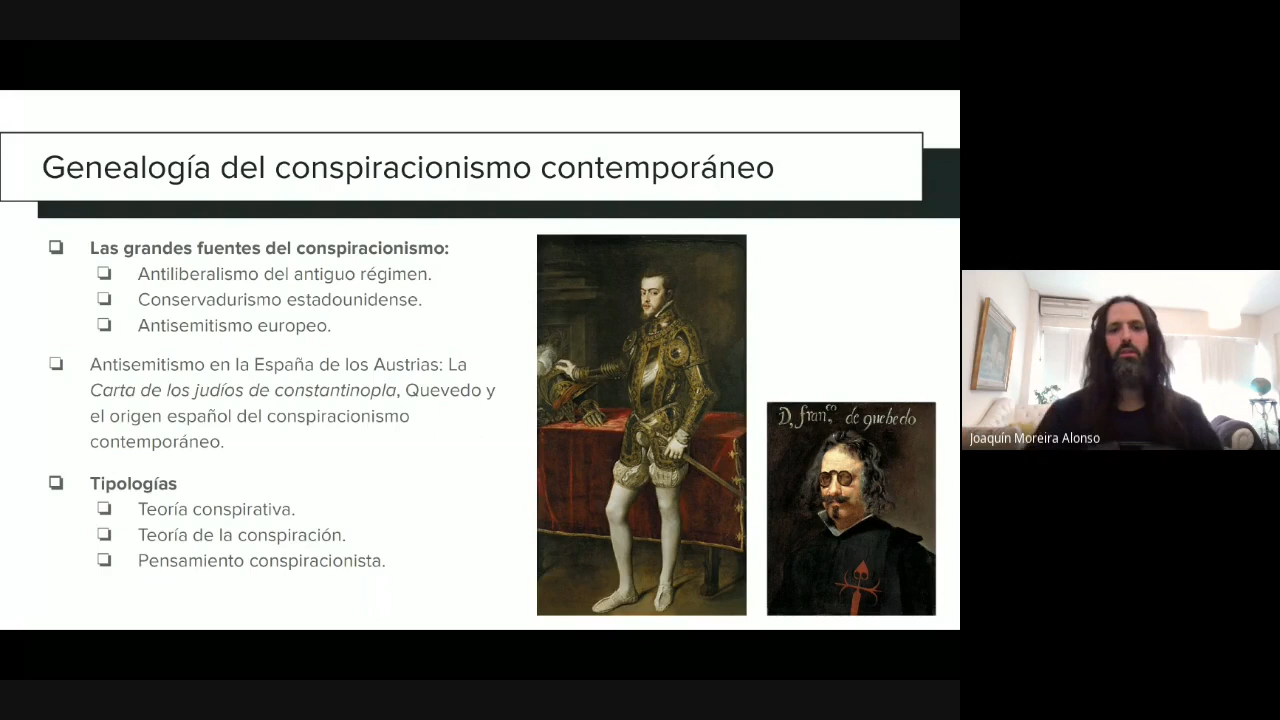 Genealogía del conspiracionismo contemporáneo
Las grandes fuentes del conspiracionismo:
Antiliberalismo del antiguo régimen.
Conservadurismo estadounidense.
Antisemitismo europeo.
Antisemitismo en la España de los Austrias: La
Carta de los judíos de constantinopla, Quevedo y
el origen español del conspiracionismo
contemporáneo.
Tipologías
Teoría conspirativa.
Teoría de la conspiración.
Pensamiento conspiracionista.
D, fran,co de quebedo
Joaquín Moreira Alonso